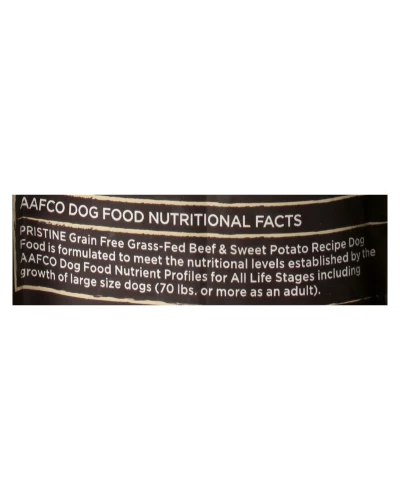 AAFCO DOG FOOD NUTRITIONAL FACTS
PRISTINE Grain Free Grass-Fed Beef & Sweet Potato Recipe Dog
Food is formulated to meet the nutritional levels established by the
AAFCO Dog Food Nutrient Profiles for All Life Stages including
growth of large size dogs (70 lbs. or more as an adult).